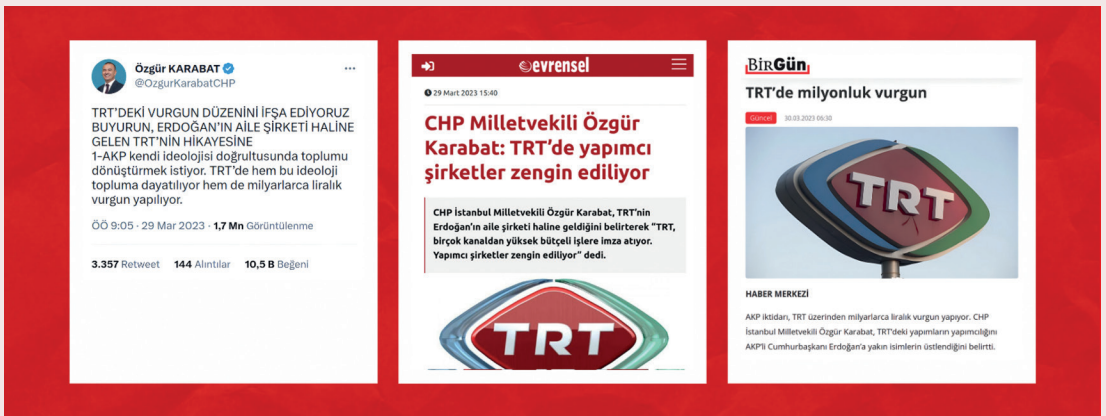 Özgür KARABAT
@OzgurKarabatCHP
TRT'DEKİ VURGUN DÜZENİNİ İFŞA EDİYORUZ
BUYURUN, ERDOĞAN'IN AİLE ŞİRKETİ HALİNE
GELEN TRT'NİN HİKAYESİNE
1-AKP kendi ideolojisi doğrultusunda toplumu
dönüştürmek istiyor. TRT'de hem bu ideoloji
topluma dayatılıyor hem de milyarlarca liralık
vurgun yapılıyor.
ÖÖ 9:05 · 29 Mar 2023 · 1,7 Mn Görüntülenme
3.357 Retweet 144 Alıntılar 10,5 B Beğeni
evrensel
29 Mart 2023 15:40
CHP Milletvekili Özgür
Karabat: TRT'de yapımcı
şirketler zengin ediliyor
CHP İstanbul Milletvekili Özgür Karabat, TRT'nin
Erdoğan'ın aile şirketi haline geldiğini belirterek "TRT,
birçok kanaldan yüksek bütçeli işlere imza atıyor.
Yapımcı şirketler zengin ediliyor" dedi.
TRT
BİRGün
TRT'de milyonluk vurgun
Güncel 30.03.2023 06:30
TRT
HABER MERKEZİ
AKP iktidarı, TRT üzerinden milyarlarca liralık vurgun yapıyor. CHP
İstanbul Milletvekili Özgür Karabat, TRT'deki yapımların yapımcılığını
AKP'li Cumhurbaşkanı Erdoğan'a yakın isimlerin üstlendiğini belirtti.